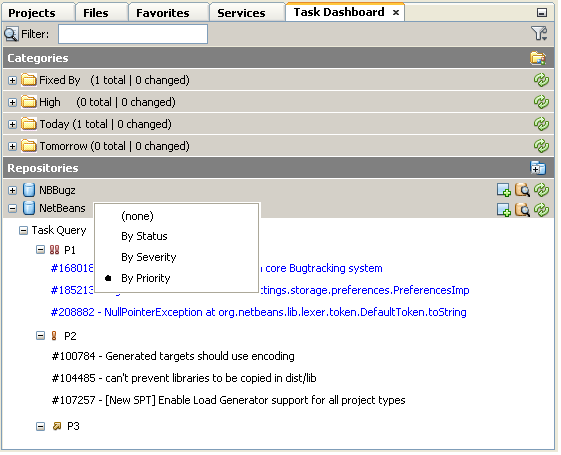 Projects Files Favorites Services Task Dashboard
Filter:
Categories
Fixed By (1 total | 0 changed)
High (0 total | 0 changed)
Today (1 total | 0 changed)
Tomorrow (0 total | 0 changed)
Repositories
NBBugz
NetBeans
(none)
By Status
By Severity
By Priority
Task Query
P1
#168018 core Bugtracking system
#185213 ttings.storage.preferences.PreferencesImp
#208882 - NullPointerException at org.netbeans.lib.lexer.token.DefaultToken.toString
P2
#100784 - Generated targets should use encoding
#104485 - can't prevent libraries to be copied in dist/lib
#107257 - [New SPT] Enable Load Generator support for all project types
P3